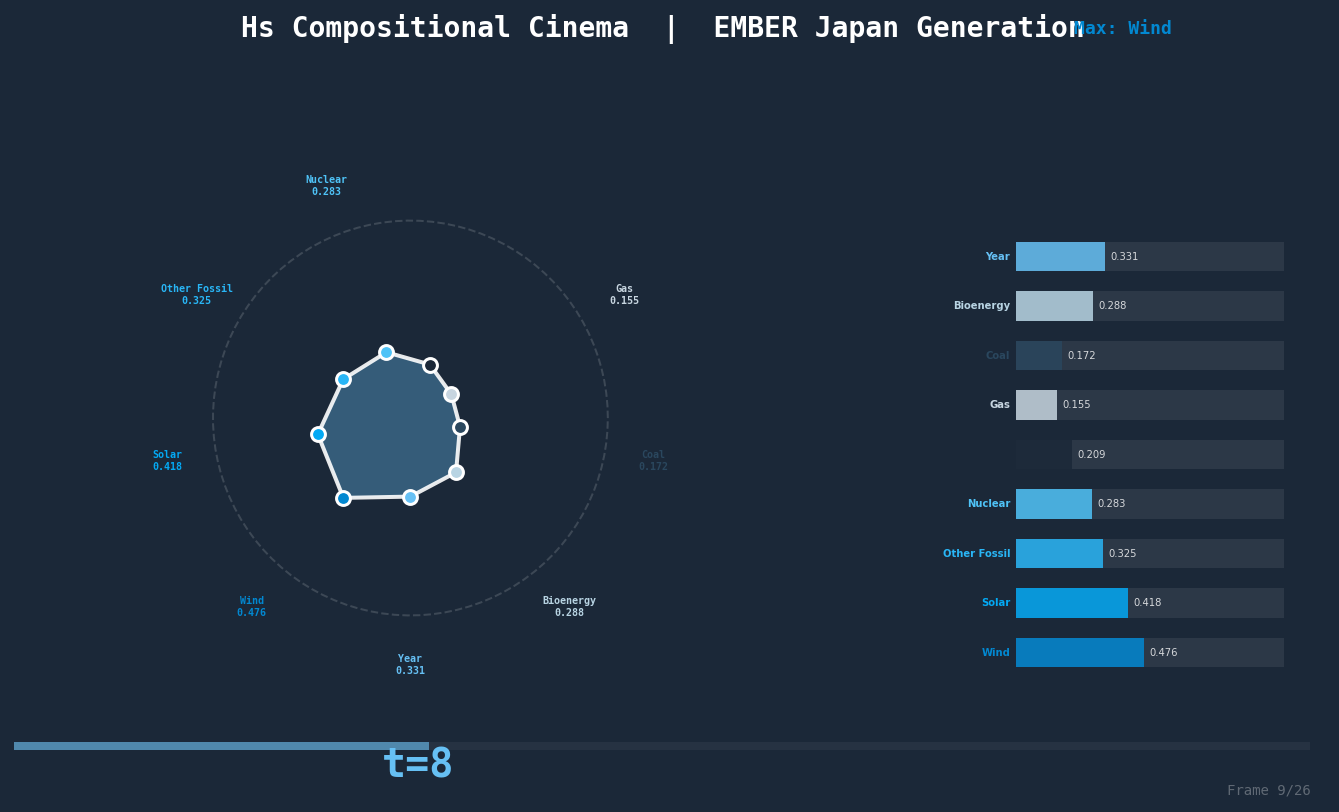 Hs Compositional Cinema | EMBER Japan Generation
Max: Wind
Nuclear
0.283
Other Fossil
0.325
Gas
0.155
Solar
0.418
Coal
0.172
Wind
0.476
Bioenergy
0.288
Year
0.331
Year 0.331
Bioenergy 0.288
Coal 0.172
Gas 0.155
0.209
Nuclear 0.283
Other Fossil 0.325
Solar 0.418
Wind 0.476
t=8
Frame 9/26